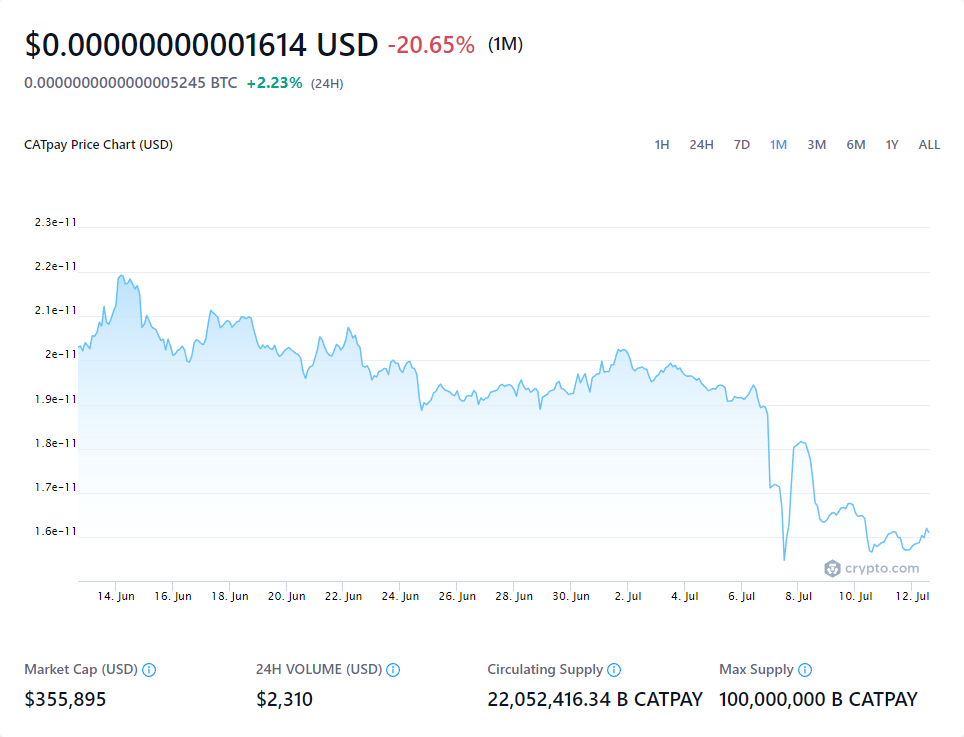 $0.00000000001614 USD -20.65% (1M)
0.0000000000000005245 BTC +2.23% (24H)
CATpay Price Chart (USD) 1H 24H 7D 1M 3M 6M 1Y ALL
2.3e-11
2.2e-11
2.1e-11
2e-11
1.9e-11
1.8e-11
1.7e-11
1.6e-11
crypto.com
14. Jun 16. Jun 18. Jun 20. Jun 22. Jun 24. Jun 26. Jun 28. Jun 30. Jun 2. Jul 4. Jul 6. Jul 8. Jul 10. Jul 12. Jul
Market Cap (USD) 24H VOLUME (USD) Circulating Supply Max Supply
$355,895 $2,310 22,052,416.34 B CATPAY 100,000,000 B CATPAY